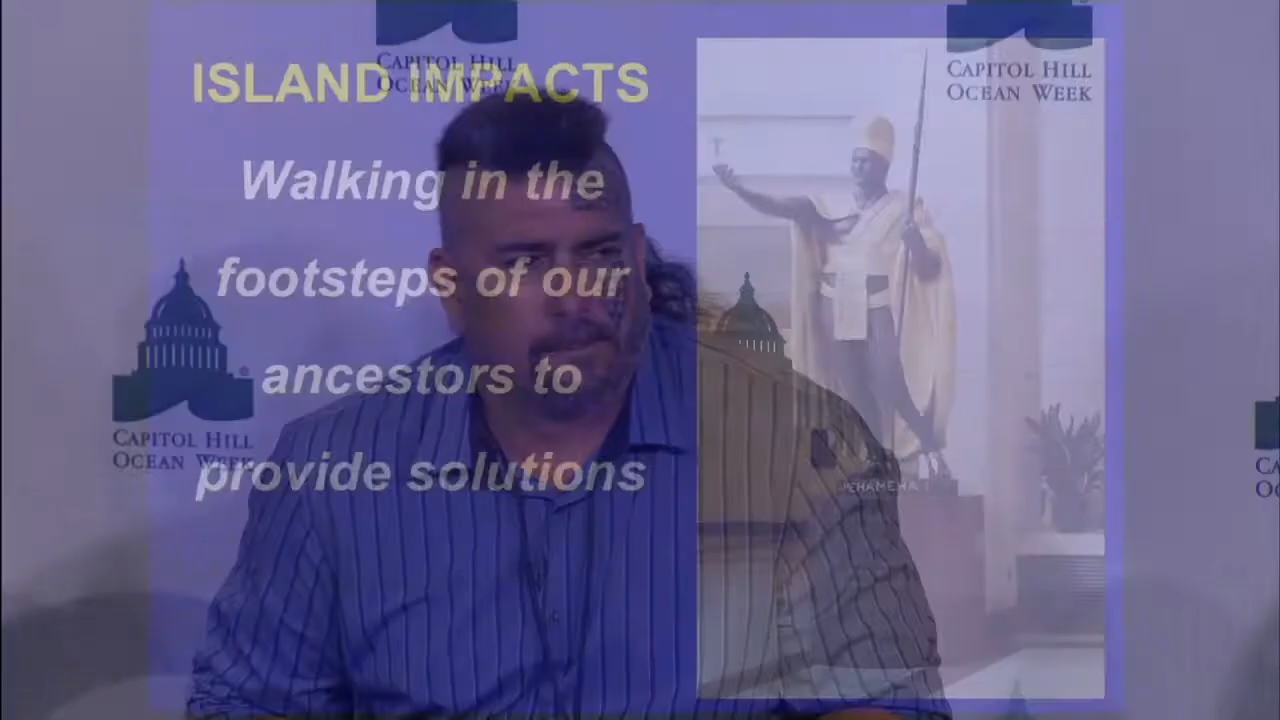 CAPITOL HILL
OCEAN WEEK
ISLAND IMPACTS
CAPITOL HILL
OCEAN WEEK
Walking in the
footsteps of our
ancestors to
provide solutions
CAPITOL HILL
OCEAN WEEK